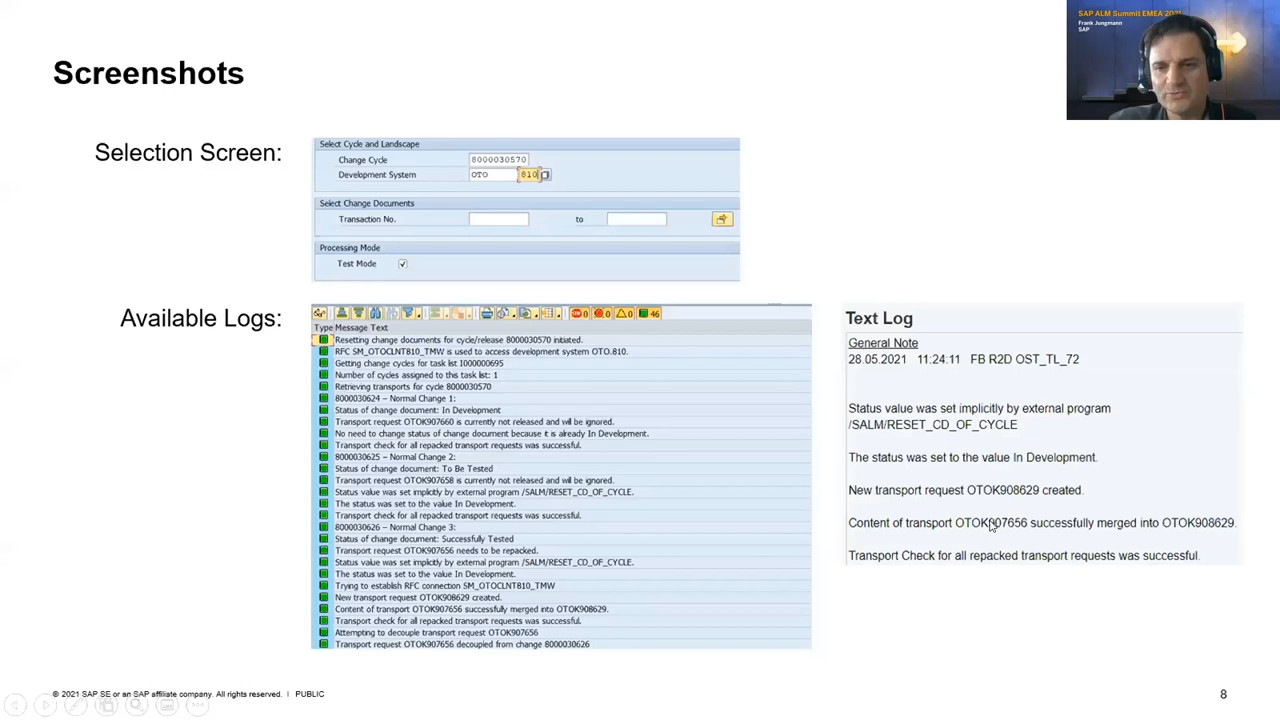 SAP ALM Summit EMEA 2021
Frank Jungmann
SAP
Screenshots
Selection Screen:
Select Cycle and Landscape
Change Cycle 8000030570
Development System OTO 810
Select Change Documents
Transaction No. to
Processing Mode
Test Mode
Available Logs:
0 0 0 46
Type Message Text
Resetting change documents for cycle/release 8000030570 initiated.
RFC SM_OTOCLNT810_TMW is used to access development system OTO.810.
Getting change cycles for task list I000000695
Number of cycles assigned to this task list: 1
Retrieving transports for cycle 8000030570
8000030624 – Normal Change 1:
Status of change document: In Development
Transport request OTOK907660 is currently not released and will be ignored.
No need to change status of change document because it is already In Development.
Transport check for all repacked transport requests was successful.
8000030625 – Normal Change 2:
Status of change document: To Be Tested
Transport request OTOK907658 is currently not released and will be ignored.
Status value was set implicitly by external program /SALM/RESET_CD_OF_CYCLE.
The status was set to the value In Development.
Transport check for all repacked transport requests was successful.
8000030626 – Normal Change 3:
Status of change document: Successfully Tested
Transport request OTOK907656 needs to be repacked.
Status value was set implicitly by external program /SALM/RESET_CD_OF_CYCLE.
The status was set to the value In Development.
Trying to establish RFC connection SM_OTOCLNT810_TMW
New transport request OTOK908629 created.
Content of transport OTOK907656 successfully merged into OTOK908629.
Transport check for all repacked transport requests was successful.
Attempting to decouple transport request OTOK907656
Transport request OTOK907656 decoupled from change 8000030626
Text Log
General Note
28.05.2021 11:24:11 FB R2D OST_TL_72
Status value was set implicitly by external program
/SALM/RESET_CD_OF_CYCLE
The status was set to the value In Development.
New transport request OTOK908629 created.
Content of transport OTOK907656 successfully merged into OTOK908629.
Transport Check for all repacked transport requests was successful.
© 2021 SAP SE or an SAP affiliate company. All rights reserved. | PUBLIC
8